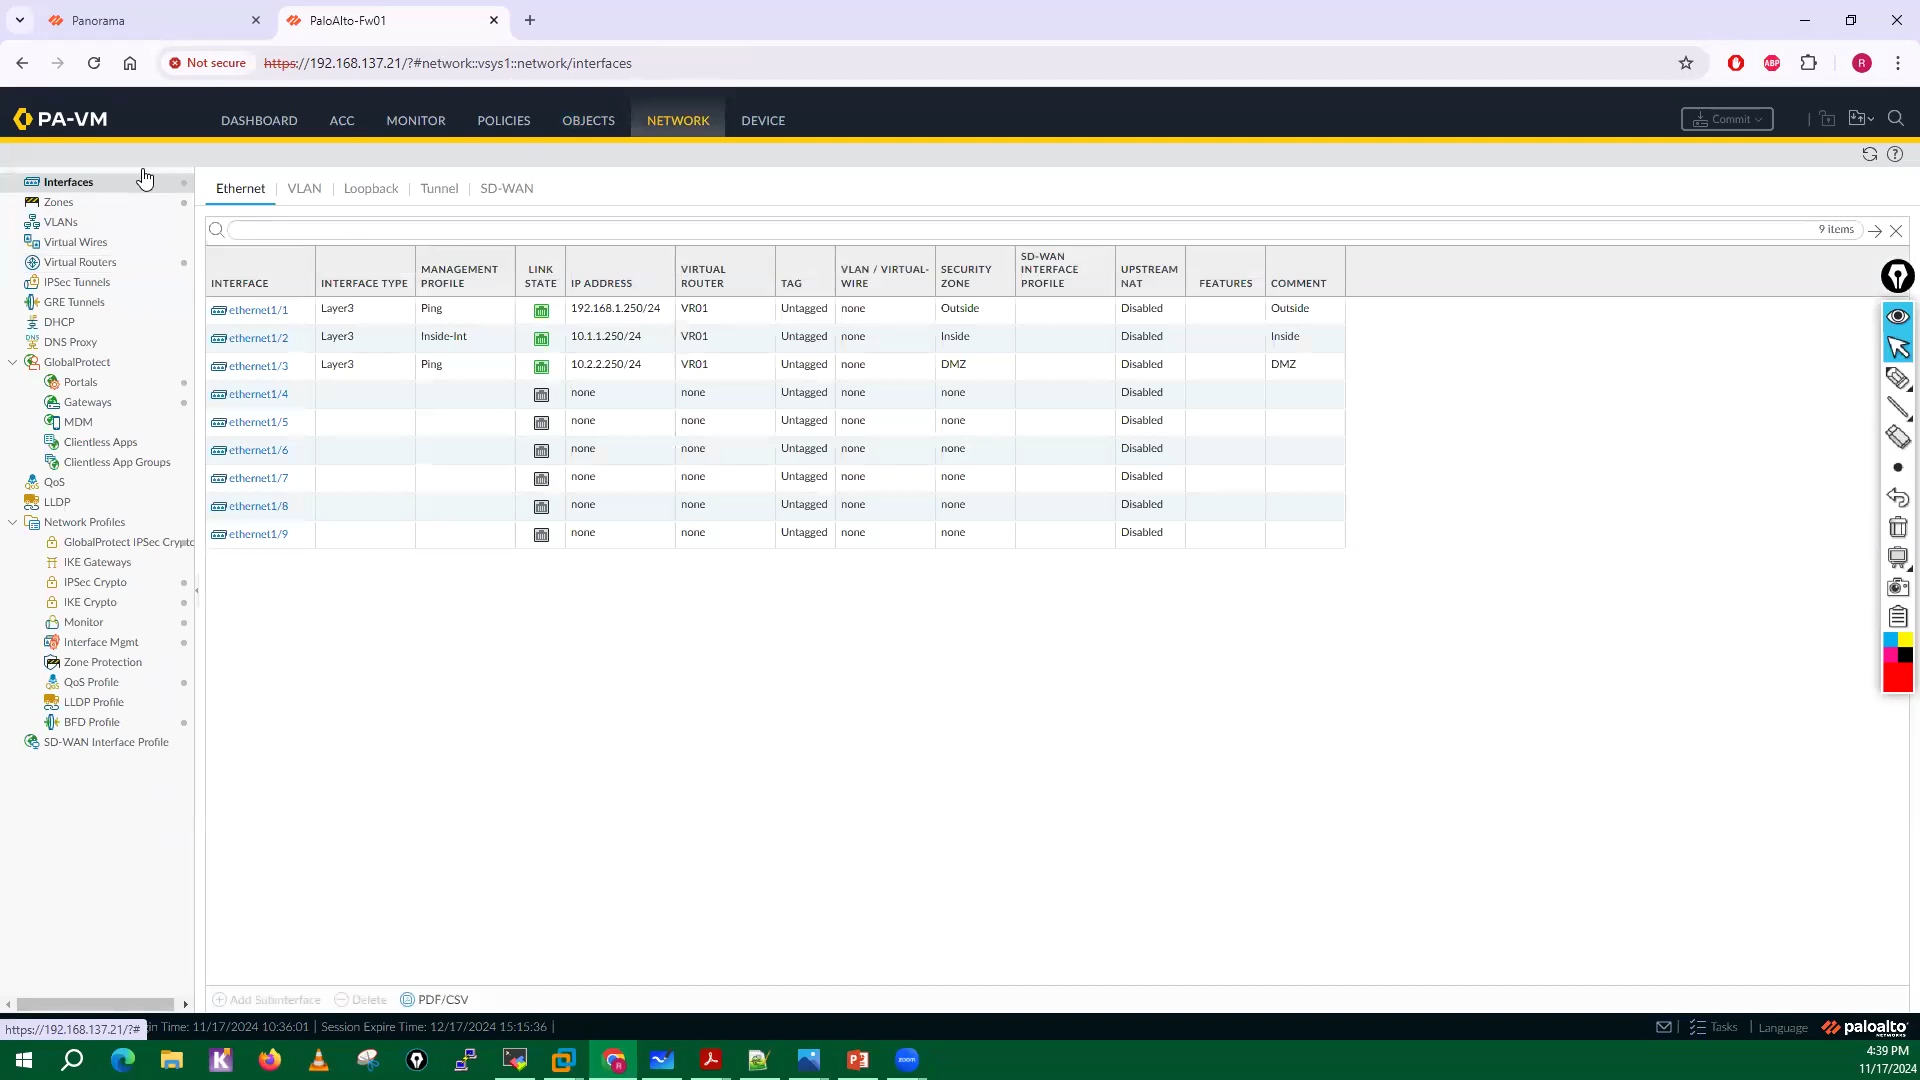 Panorama
PaloAlto-Fw01
Not secure
https://192.168.137.21/?#network::vsys1::network/interfaces
ABP
R
PA-VM
DASHBOARD
ACC
MONITOR
POLICIES
OBJECTS
NETWORK
DEVICE
Commit
Interfaces
Zones
VLANs
Virtual Wires
Virtual Routers
IPSec Tunnels
GRE Tunnels
DHCP
DNS Proxy
GlobalProtect
Portals
Gateways
MDM
Clientless Apps
Clientless App Groups
QoS
LLDP
Network Profiles
GlobalProtect IPSec Crypto
IKE Gateways
IPSec Crypto
IKE Crypto
Monitor
Interface Mgmt
Zone Protection
QoS Profile
LLDP Profile
BFD Profile
SD-WAN Interface Profile
Ethernet | VLAN | Loopback | Tunnel | SD-WAN
9 items
INTERFACE INTERFACE TYPE MANAGEMENT PROFILE LINK STATE IP ADDRESS VIRTUAL ROUTER TAG VLAN / VIRTUAL-WIRE SECURITY ZONE SD-WAN INTERFACE PROFILE UPSTREAM NAT FEATURES COMMENT
ethernet1/1 Layer3 Ping 192.168.1.250/24 VR01 Untagged none Outside Disabled Outside
ethernet1/2 Layer3 Inside-Int 10.1.1.250/24 VR01 Untagged none Inside Disabled Inside
ethernet1/3 Layer3 Ping 10.2.2.250/24 VR01 Untagged none DMZ Disabled DMZ
ethernet1/4 none none Untagged none none Disabled
ethernet1/5 none none Untagged none none Disabled
ethernet1/6 none none Untagged none none Disabled
ethernet1/7 none none Untagged none none Disabled
ethernet1/8 none none Untagged none none Disabled
ethernet1/9 none none Untagged none none Disabled
Add Subinterface Delete PDF/CSV
https://192.168.137.21/?#
in Time: 11/17/2024 10:36:01 | Session Expire Time: 12/17/2024 15:15:36 |
Tasks | Language
paloalto
NETWORKS
zoom
4:39 PM
11/17/2024